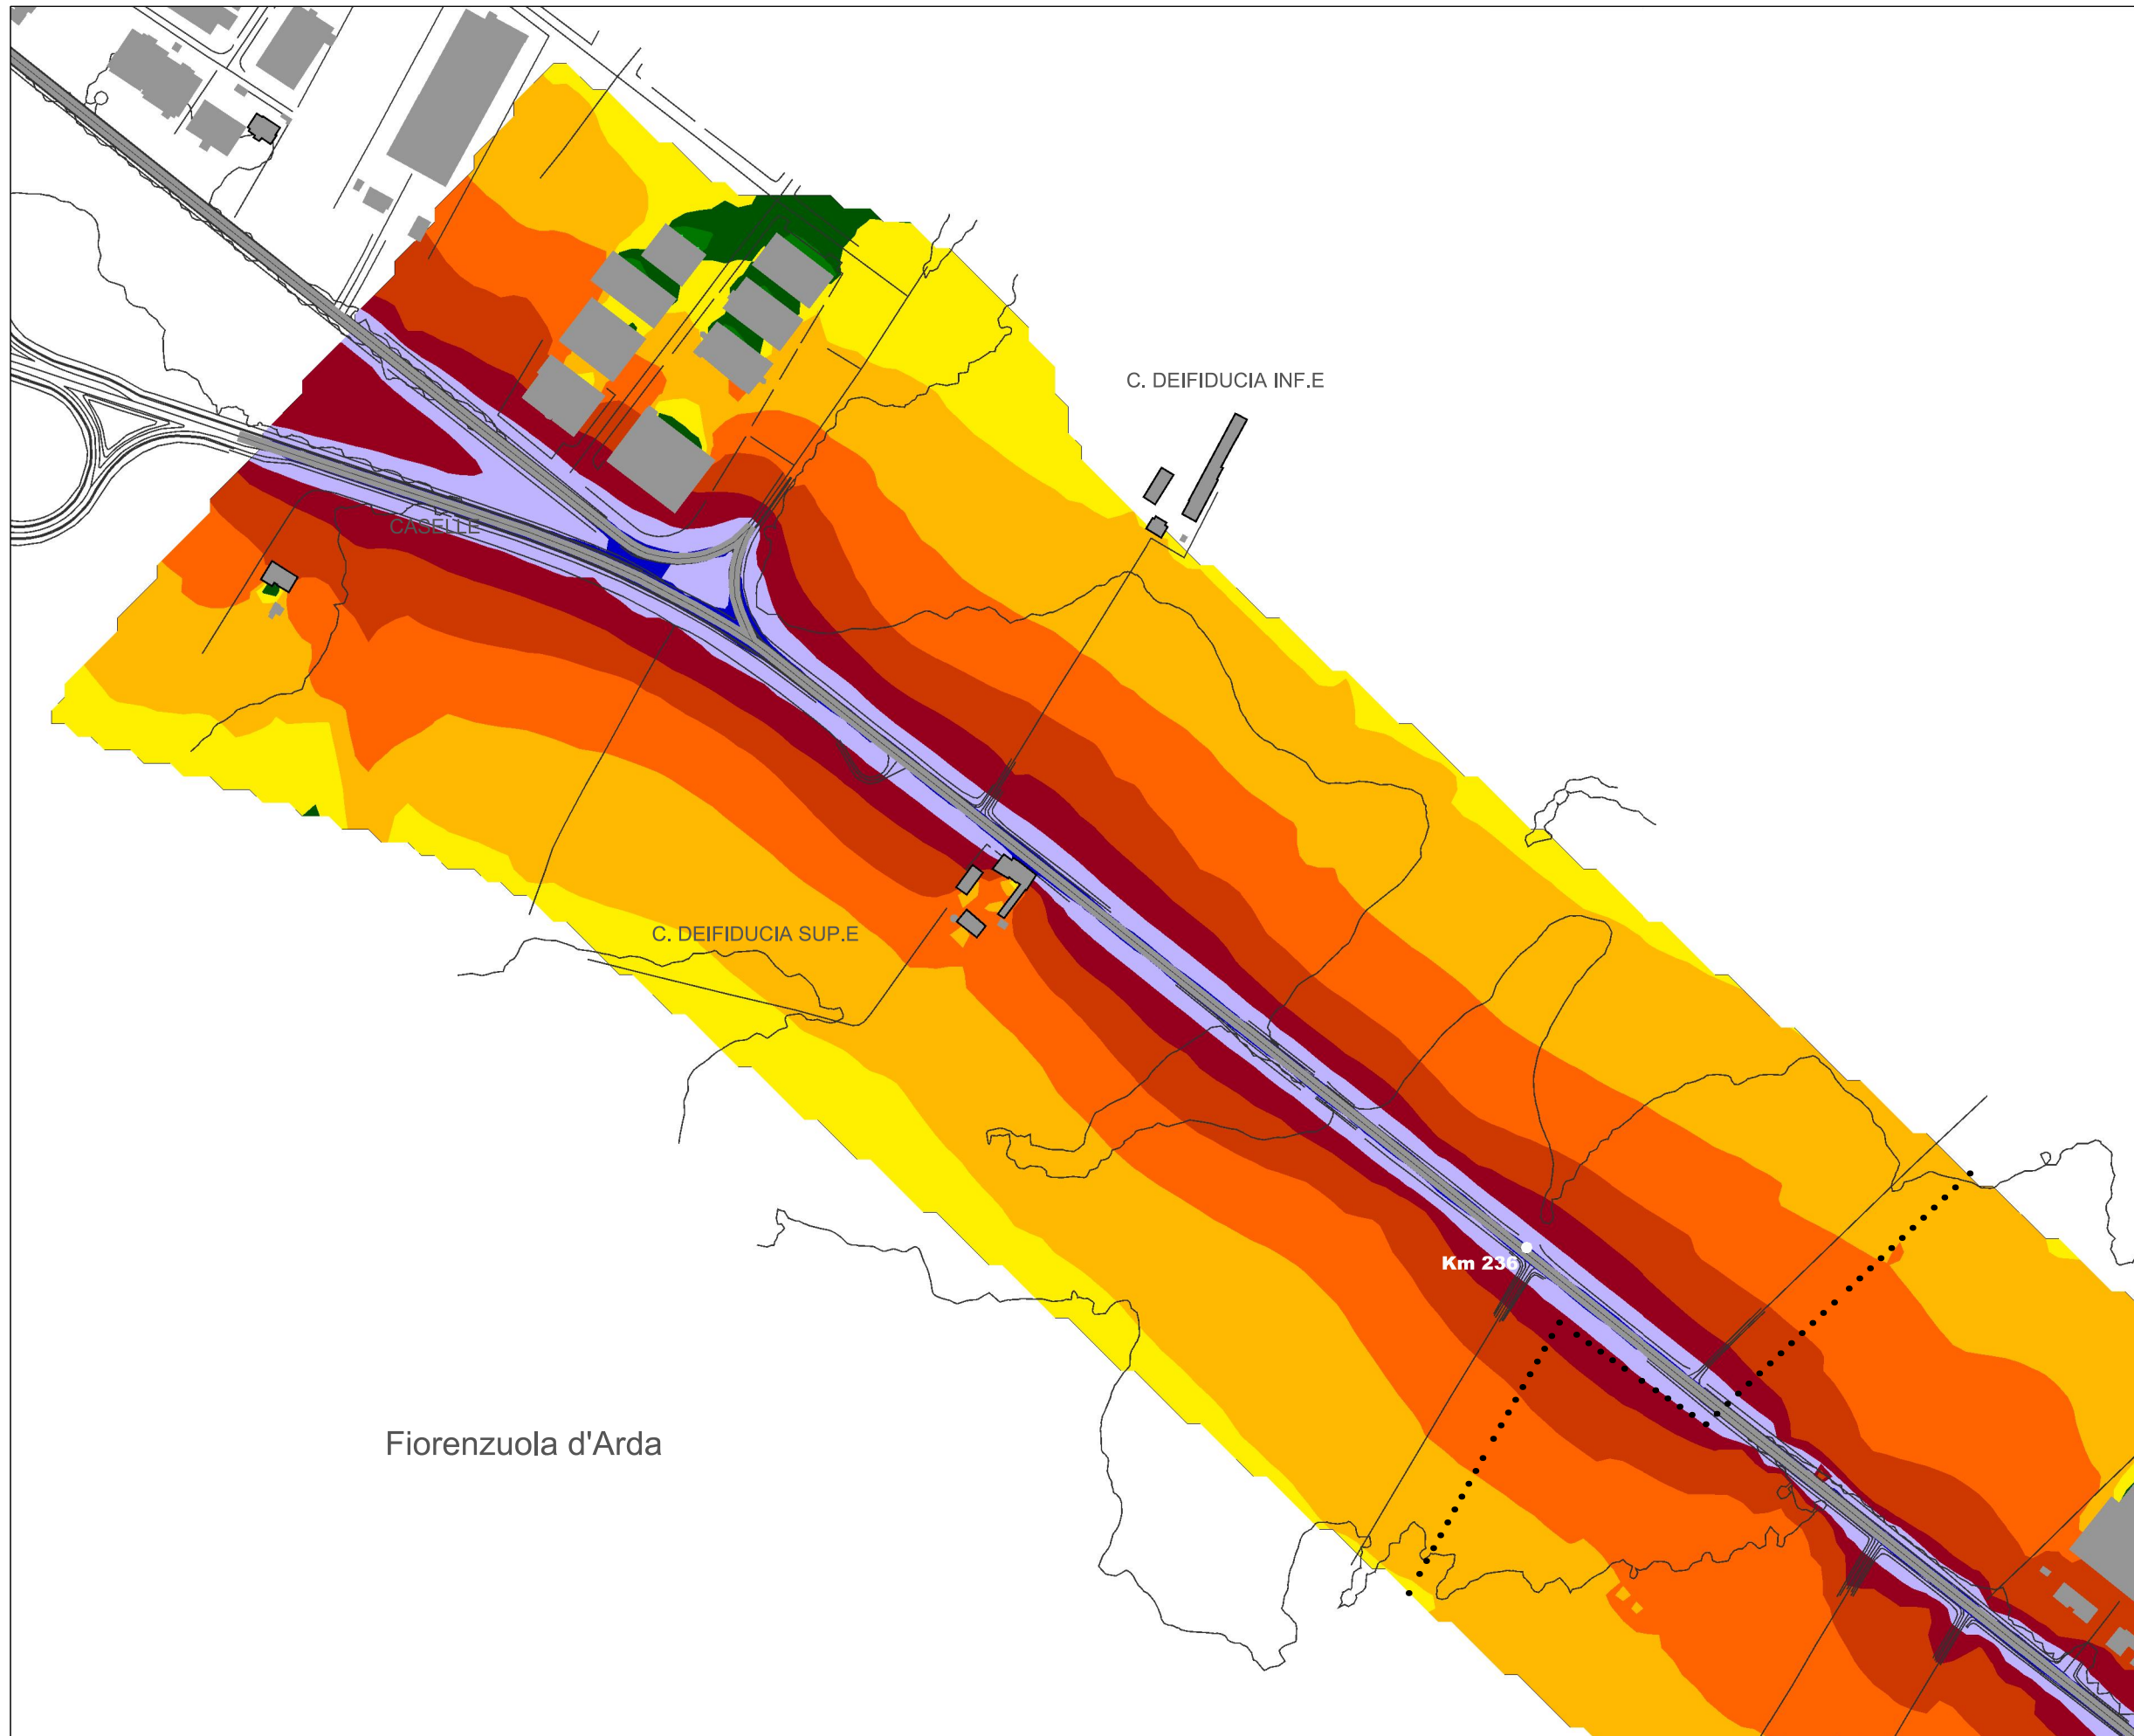 C. DEIFIDUCIA INF.E
CASELLE
C. DEIFIDUCIA SUP.E
Km 236
Fiorenzuola d'Arda